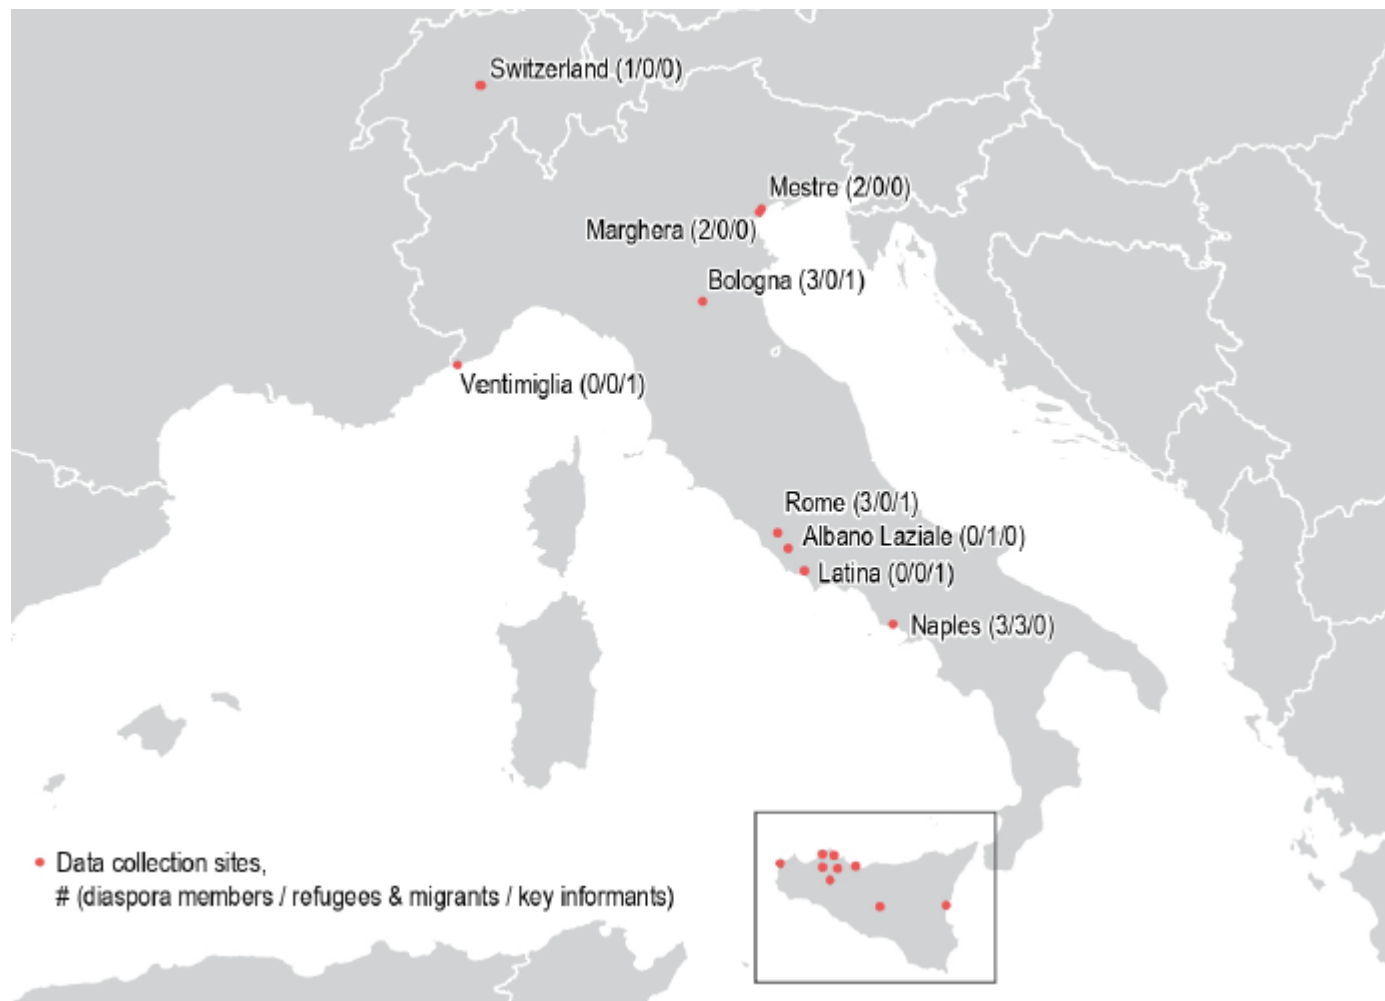 Switzerland (1/0/0)
Mestre (2/0/0)
Marghera (2/0/0)
Bologna (3/0/1)
Ventimiglia (0/0/1)
Rome (3/0/1)
Albano Laziale (0/1/0)
Latina (0/0/1)
Naples (3/3/0)
Data collection sites,
# (diaspora members / refugees & migrants / key informants)